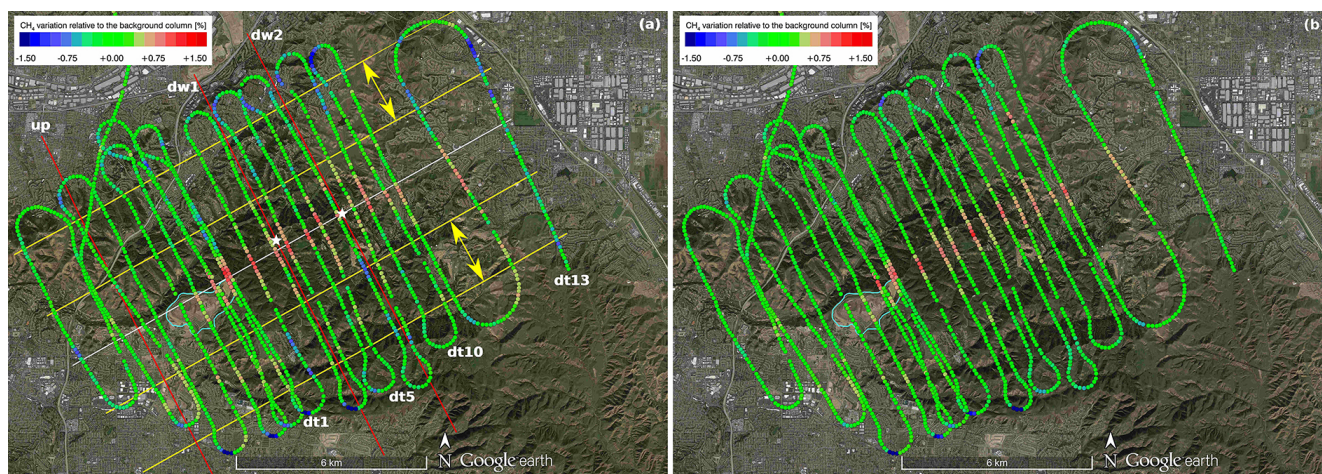 CH₄ variation relative to the background column [%]
-1.50 -0.75 +0.00 +0.75 +1.50
(a)
dw2
dw1
up
dt13
dt10
dt5
dt1
6 km
N Google earth
CH₄ variation relative to the background column [%]
-1.50 -0.75 +0.00 +0.75 +1.50
(b)
6 km
N Google earth